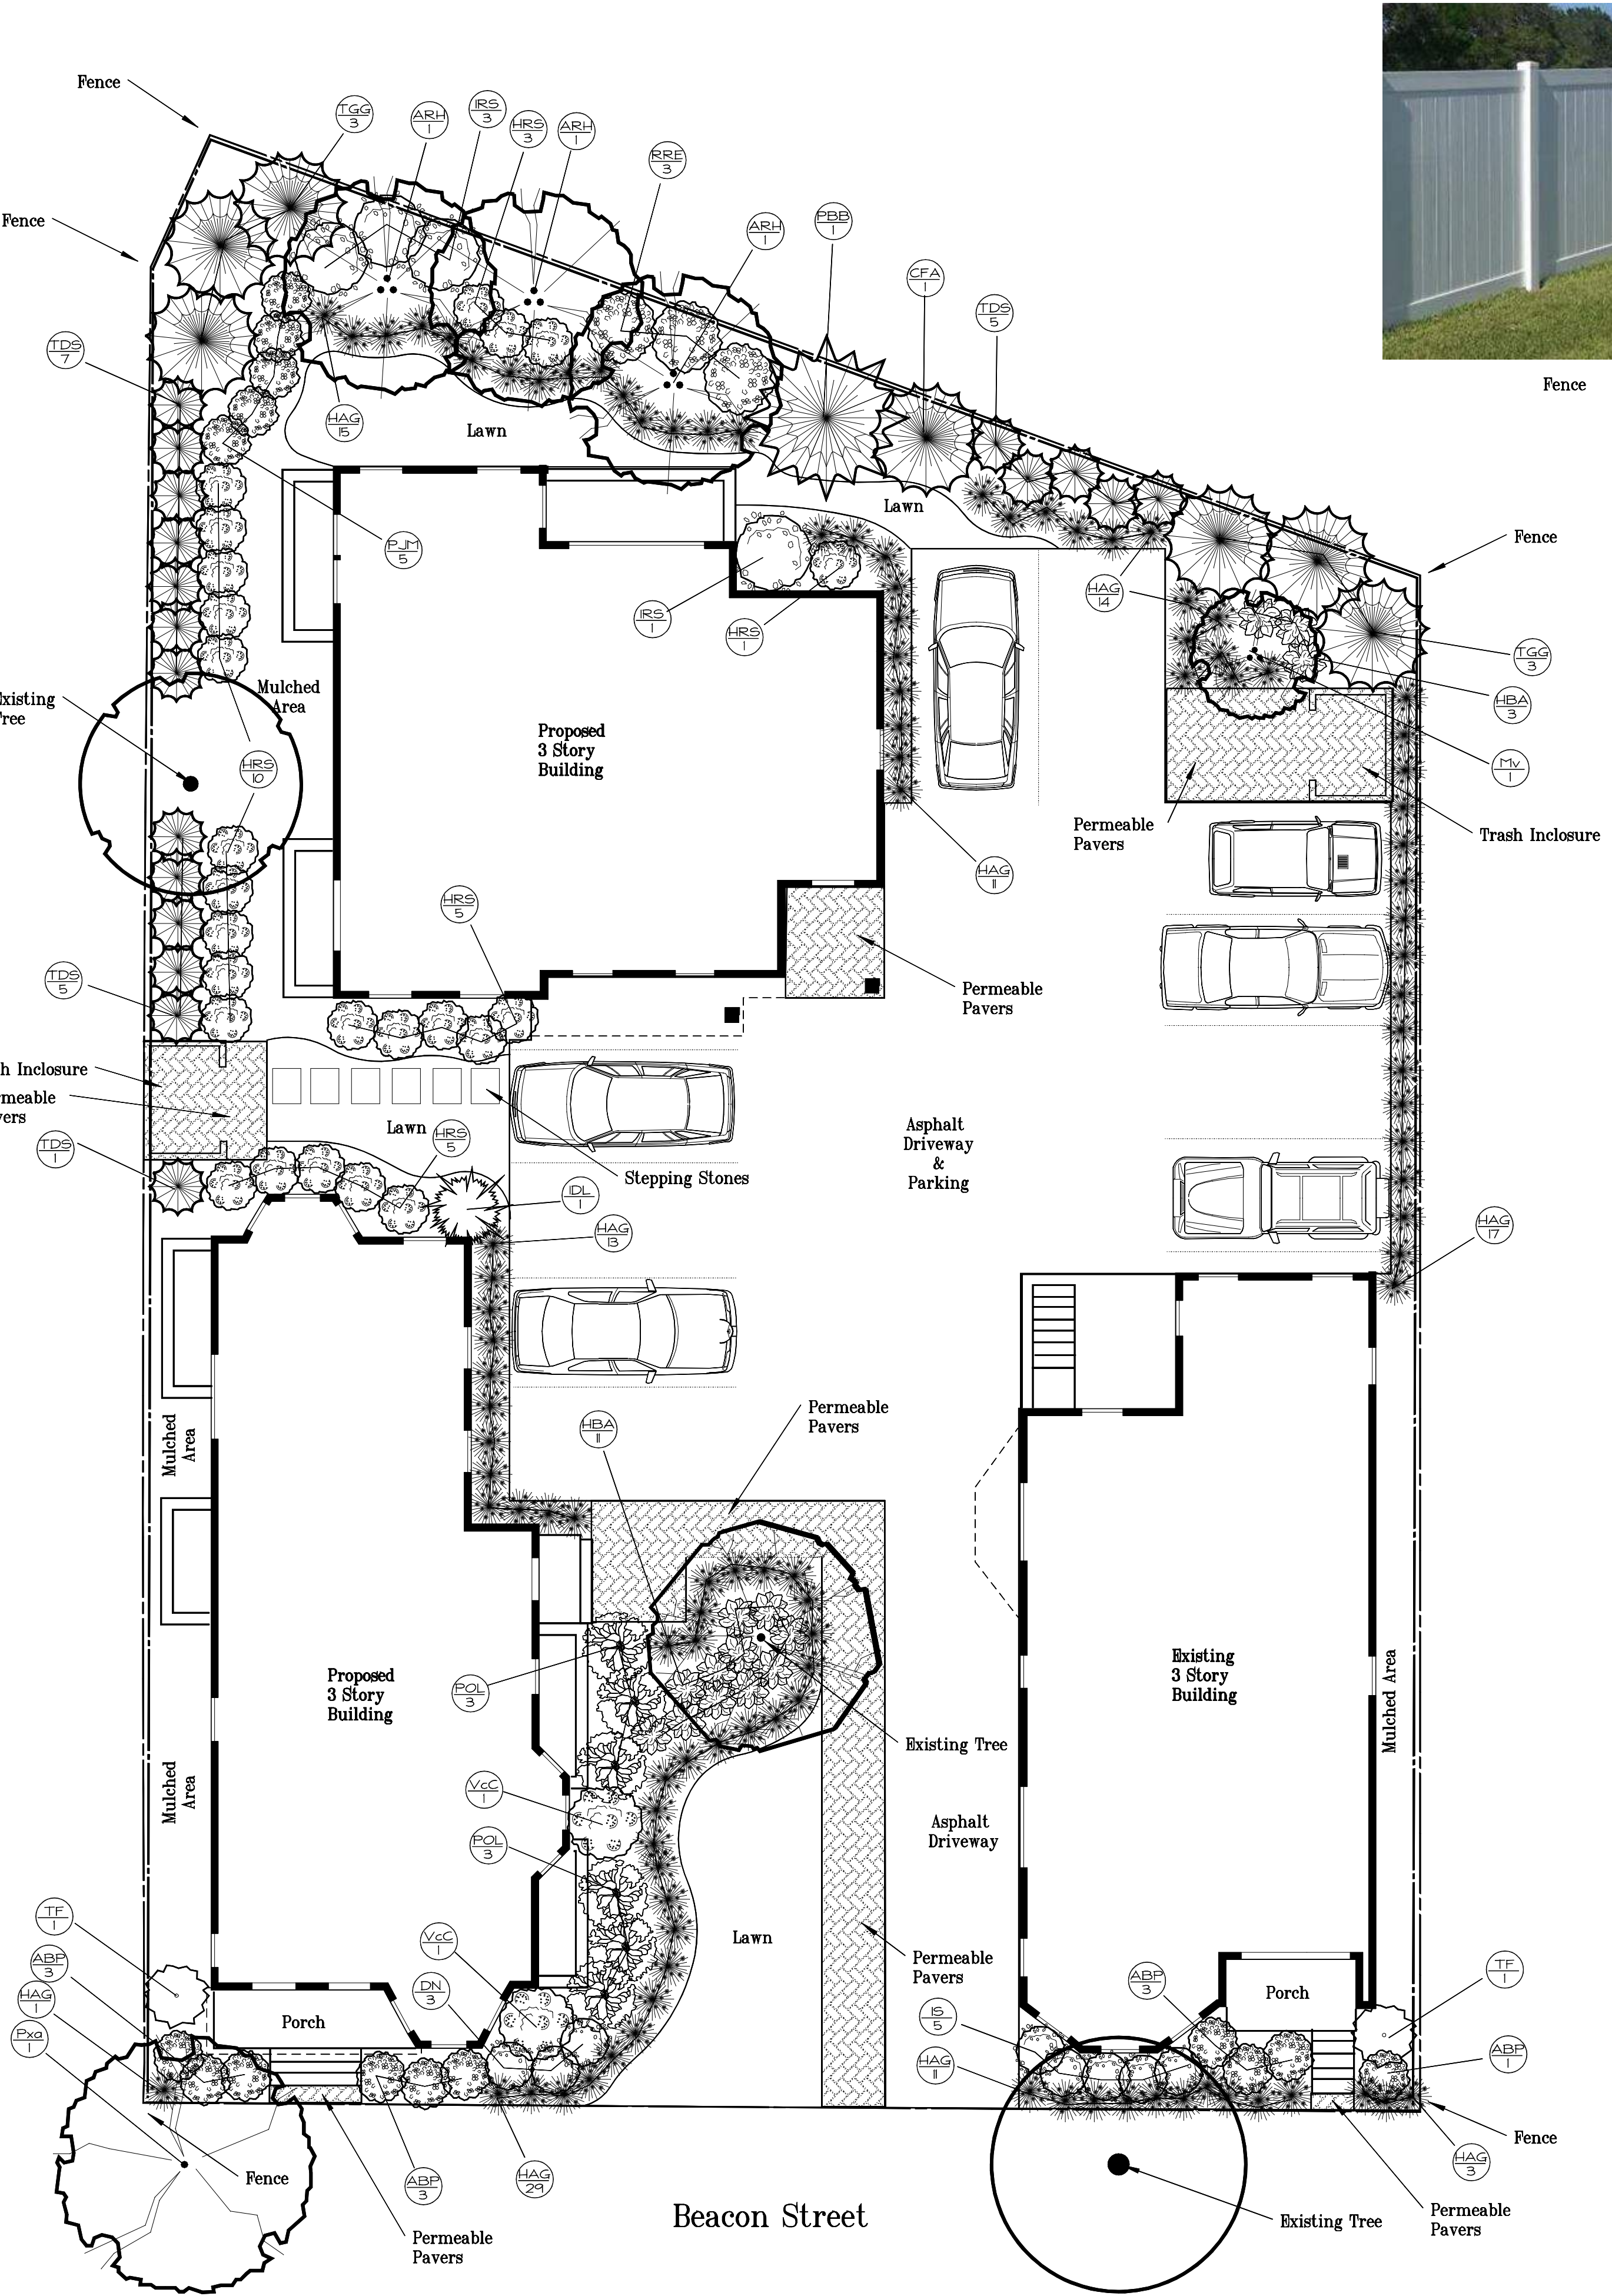 Fence
TGG
3
ARH
1
IRS
3
HRS
3
ARH
1
RRE
3
Fence
ARH
1
PBB
1
CFA
1
TDS
5
Fence
TDS
7
HAG
15
Lawn
Lawn
PJM
5
Fence
HAG
14
IRS
1
HRS
1
TGG
3
HBA
3
Mv
1
Existing
Tree
Mulched
Area
HRS
10
Proposed
3 Story
Building
Permeable
Pavers
Trash Inclosure
HAG
11
HRS
5
TDS
5
Permeable
Pavers
h Inclosure
meable
vers
TDS
1
Lawn
HRS
5
Stepping Stones
Asphalt
Driveway
&
Parking
IDL
1
HAG
13
HAG
17
Mulched
Area
HBA
11
Permeable
Pavers
Proposed
3 Story
Building
POL
3
Existing Tree
Existing
3 Story
Building
Mulched Area
Mulched
Area
VcC
1
POL
3
Asphalt
Driveway
TF
1
ABP
3
HAG
1
Pxa
1
VcC
1
DN
3
Lawn
Permeable
Pavers
Porch
ABP
3
IS
5
HAG
11
Porch
TF
1
ABP
1
Fence
ABP
3
HAG
29
Permeable
Pavers
Beacon Street
Existing Tree
Fence
HAG
3
Permeable
Pavers